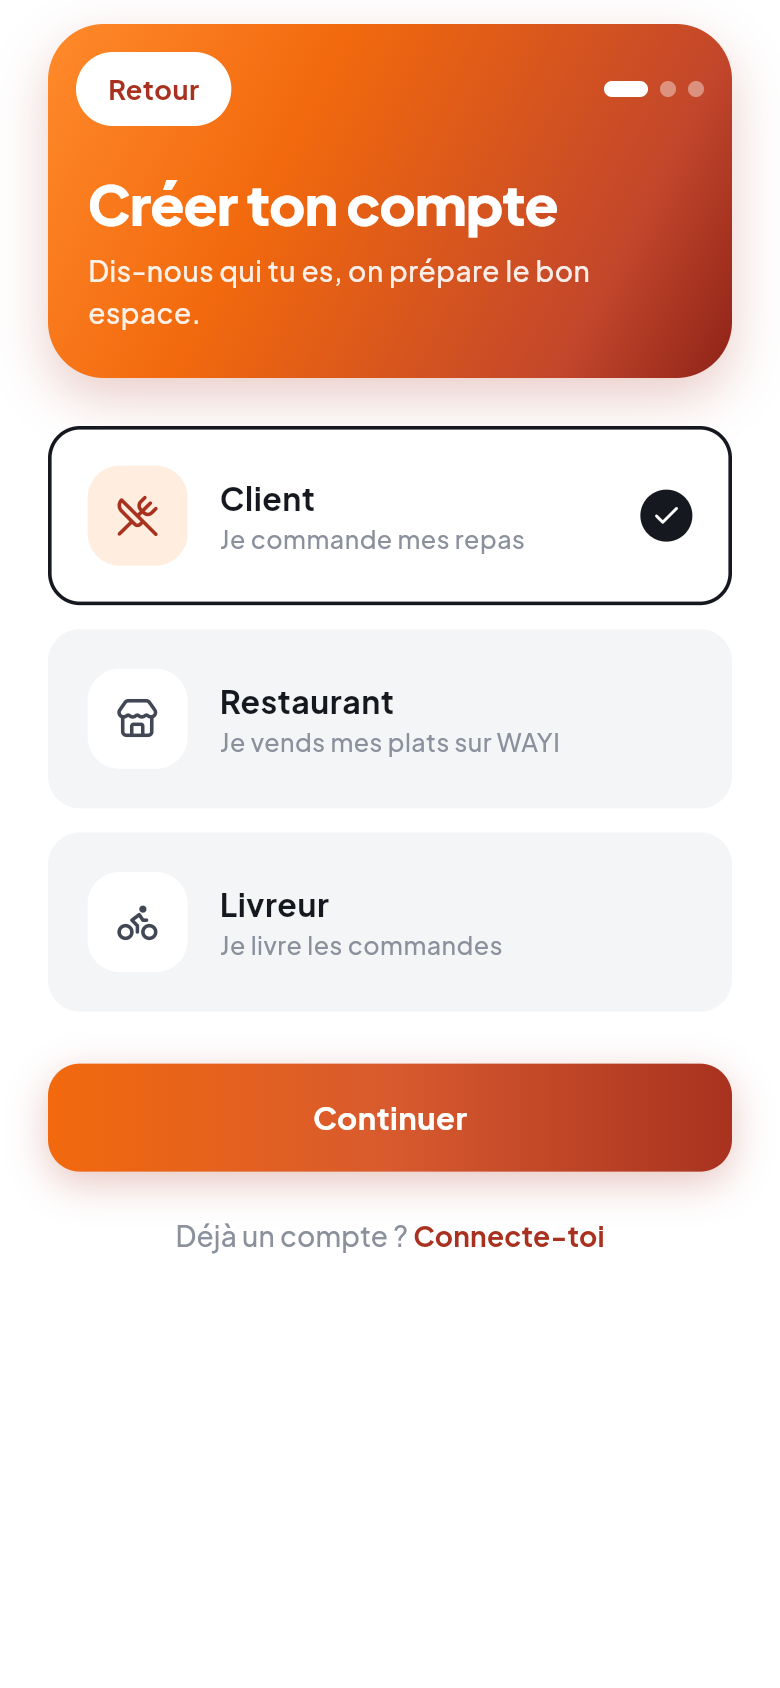 Retour
Créer ton compte
Dis-nous qui tu es, on prépare le bon
espace.
Client
Je commande mes repas
Restaurant
Je vends mes plats sur WAYI
Livreur
Je livre les commandes
Continuer
Déjà un compte ? Connecte-toi